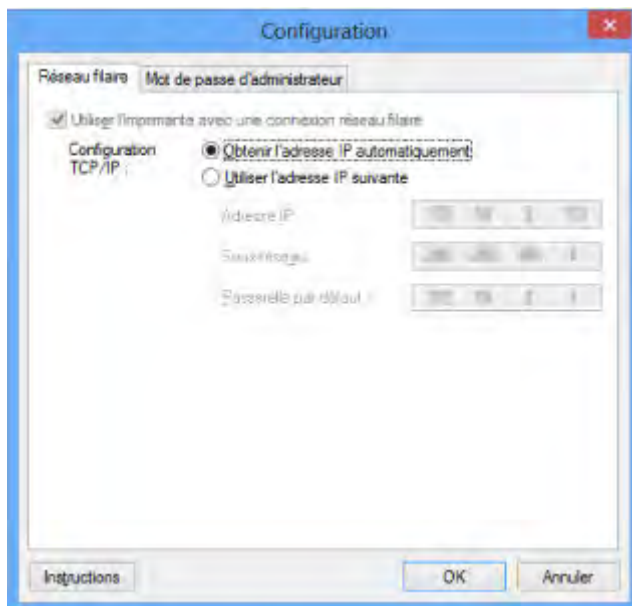 Configuration
Réseau filaire Mot de passe d'administrateur
Utiliser l'imprimante avec une connexion réseau filaire
Configuration TCP/IP :
Obtenir l'adresse IP automatiquement
Utiliser l'adresse IP suivante
Adresse IP
Sous-réseau
Passerelle par défaut :
Instructions OK Annuler